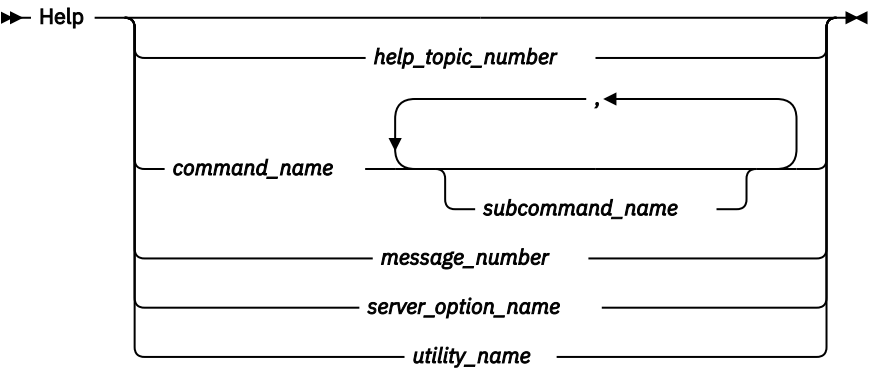 Help
help_topic_number
,
command_name
subcommand_name
message_number
server_option_name
utility_name